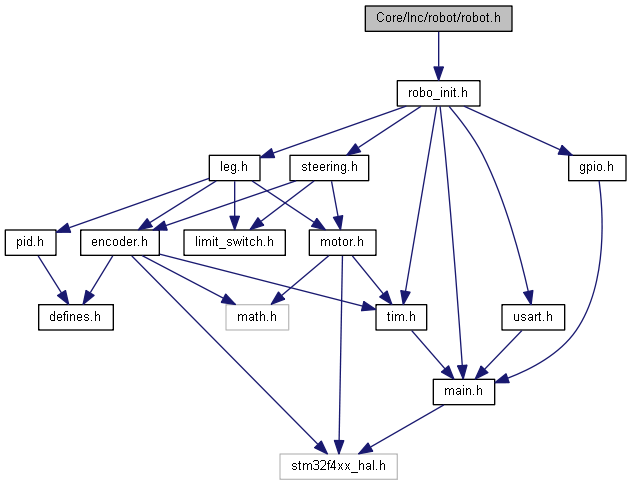 Core/Inc/robot/robot.h
robo_init.h
leg.h
steering.h
gpio.h
pid.h
encoder.h
limit_switch.h
motor.h
defines.h
math.h
tim.h
usart.h
main.h
stm32f4xx_hal.h